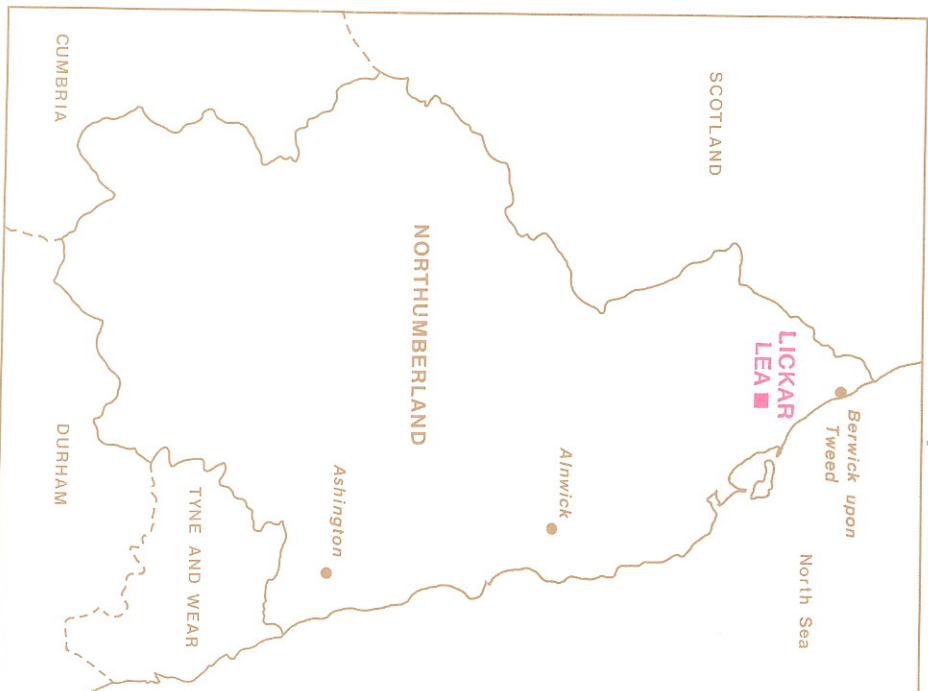 SCOTLAND
Berwick upon
Tweed
LICKAR
LEA
North Sea
Alnwick
NORTHUMBERLAND
Ashington
CUMBRIA
TYNE AND WEAR
DURHAM